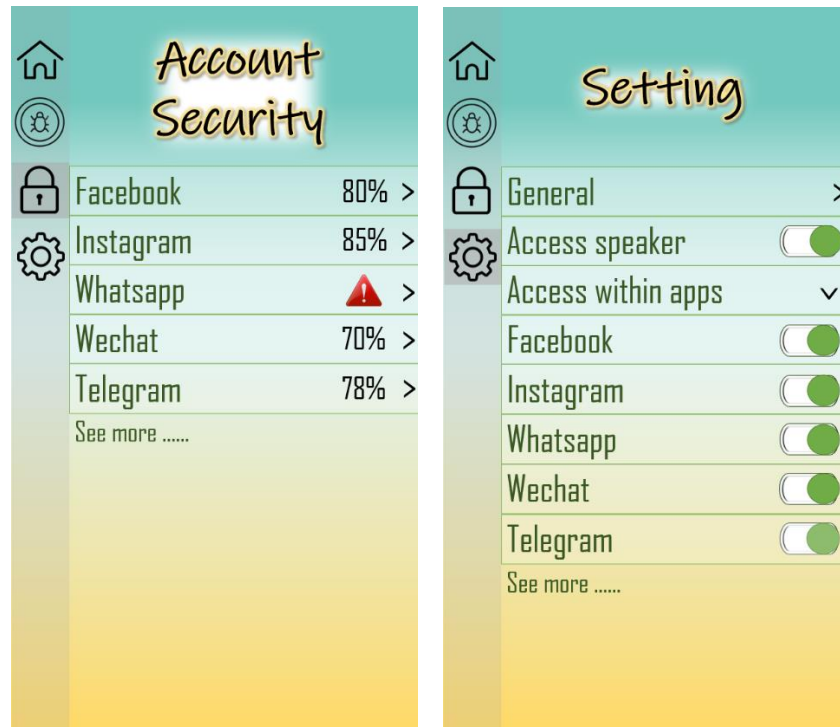 Account
Security
Facebook 80% >
Instagram 85% >
Whatsapp >
Wechat 70% >
Telegram 78% >
See more ......
Setting
General >
Access speaker
Access within apps
Facebook
Instagram
Whatsapp
Wechat
Telegram
See more ......